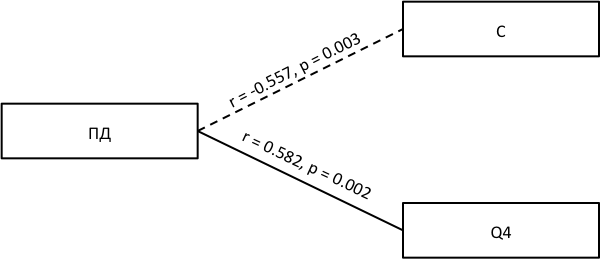 С
r = -0.557, p = 0.003
ПД
r = 0.582, p = 0.002
Q4